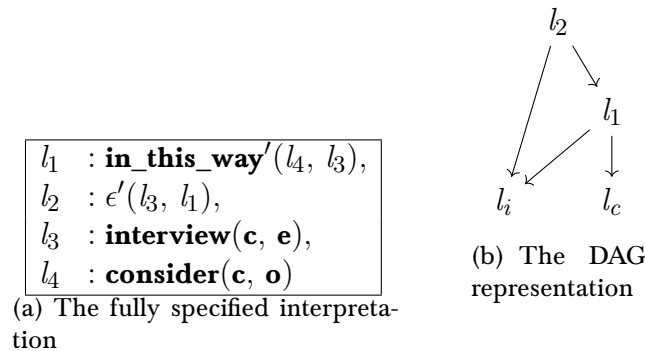 l₁ : in_this_way′(l₄, l₃),
l₂ : ϵ′(l₃, l₁),
l₃ : interview(c, e),
l₄ : consider(c, o)
(a) The fully specified interpreta-
tion
l₂
l₁
lᵢ l_c
(b) The DAG
representation